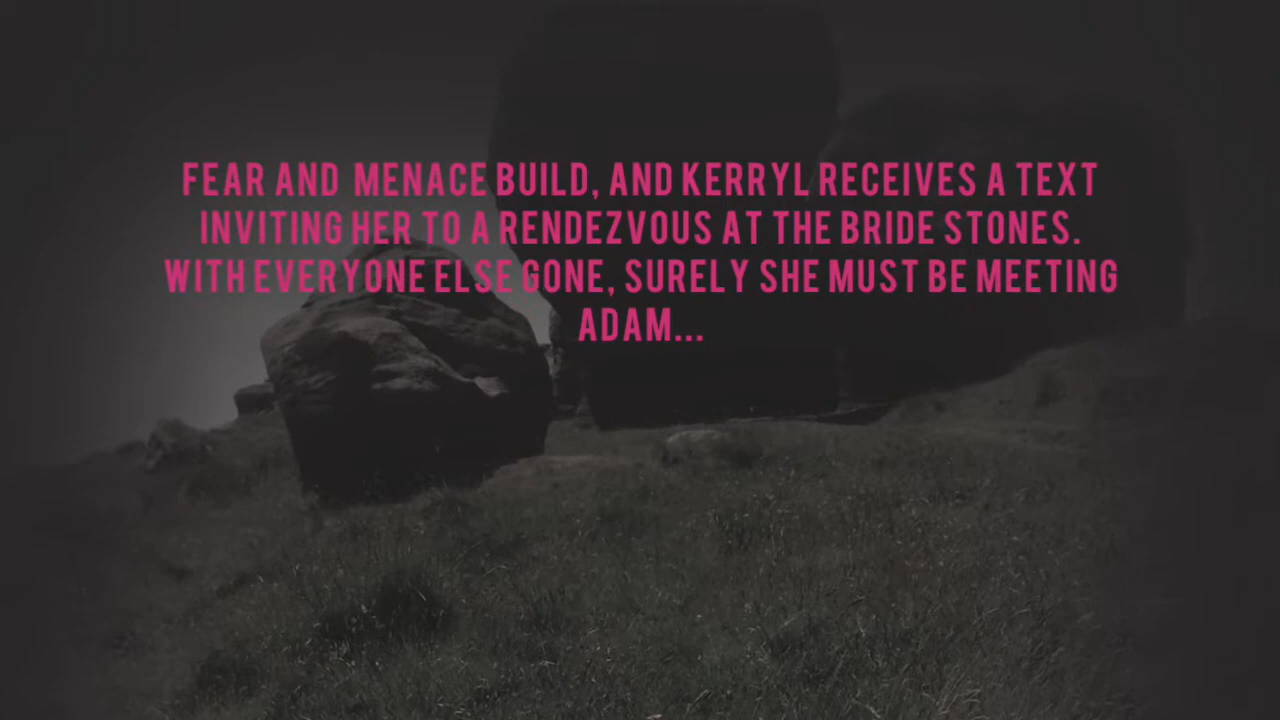 FEAR AND MENACE BUILD, AND KERRYL RECEIVES A TEXT
INVITING HER TO A RENDEZVOUS AT THE BRIDE STONES.
WITH EVERYONE ELSE GONE, SURELY SHE MUST BE MEETING
ADAM...